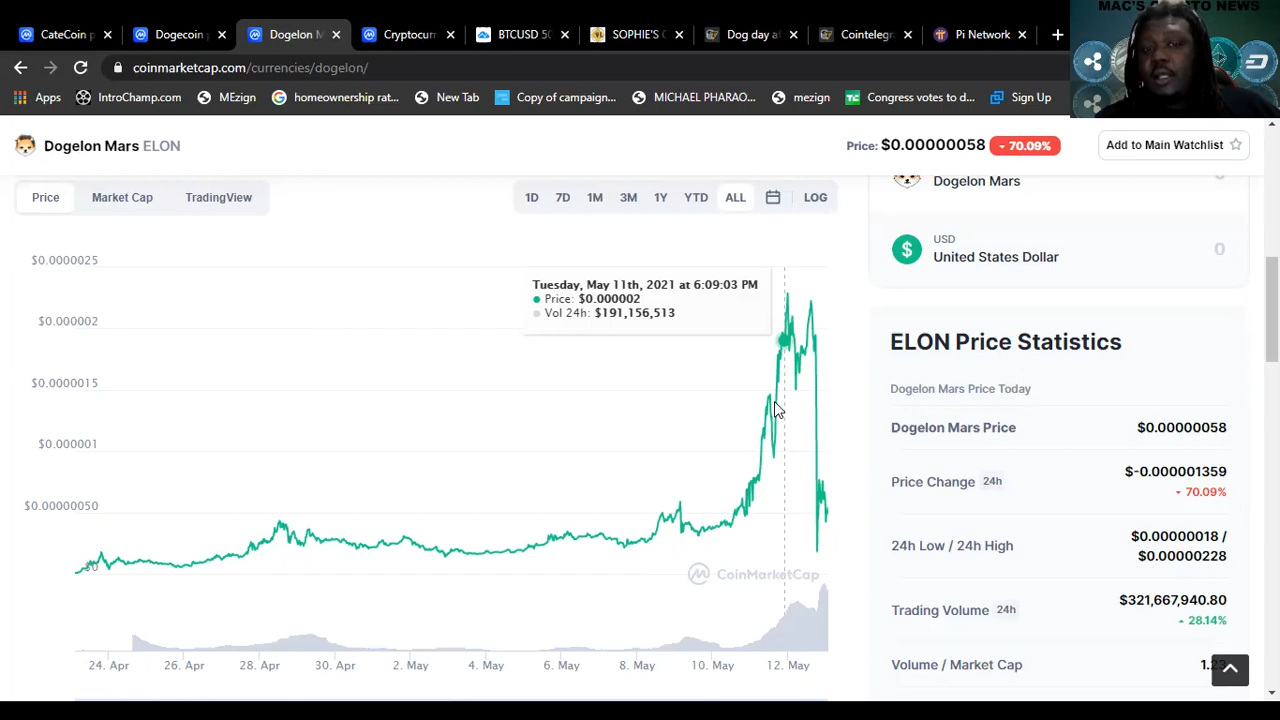 MAC'S CRYPTO NEWS
CateCoin p
Dogecoin p
Dogelon M
Cryptocurr
BTCUSD 50
SOPHIE'S C
Dog day af
Cointelegra
Pi Network
coinmarketcap.com/currencies/dogelon/
Apps
IntroChamp.com
MEzign
homeownership rat...
New Tab
Copy of campaign...
MICHAEL PHARAO...
mezign
Congress votes to d...
Sign Up
Dogelon Mars ELON
Price: $0.00000058 70.09%
Add to Main Watchlist
Price
Market Cap
TradingView
1D
7D
1M
3M
1Y
YTD
ALL
LOG
Dogelon Mars
0
USD
United States Dollar
0
$0.0000025
$0.000002
$0.0000015
$0.000001
$0.00000050
$0
Tuesday, May 11th, 2021 at 6:09:03 PM
Price: $0.000002
Vol 24h: $191,156,513
CoinMarketCap
24. Apr
26. Apr
28. Apr
30. Apr
2. May
4. May
6. May
8. May
10. May
12. May
ELON Price Statistics
Dogelon Mars Price Today
Dogelon Mars Price
$0.00000058
Price Change 24h
$-0.000001359
70.09%
24h Low / 24h High
$0.00000018 /
$0.00000228
Trading Volume 24h
$321,667,940.80
28.14%
Volume / Market Cap